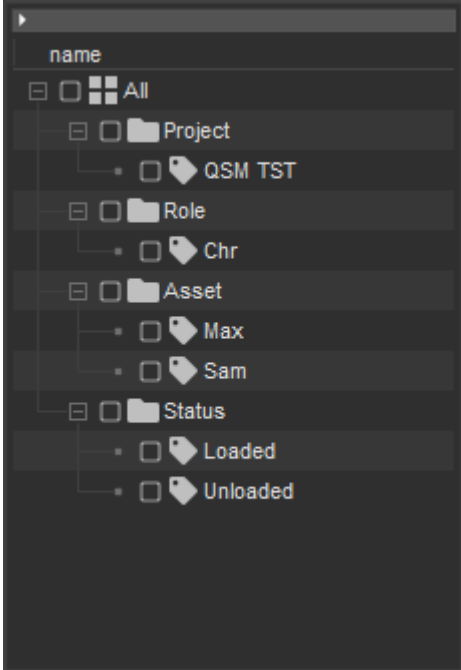 name
All
Project
QSM TST
Role
Chr
Asset
Max
Sam
Status
Loaded
Unloaded